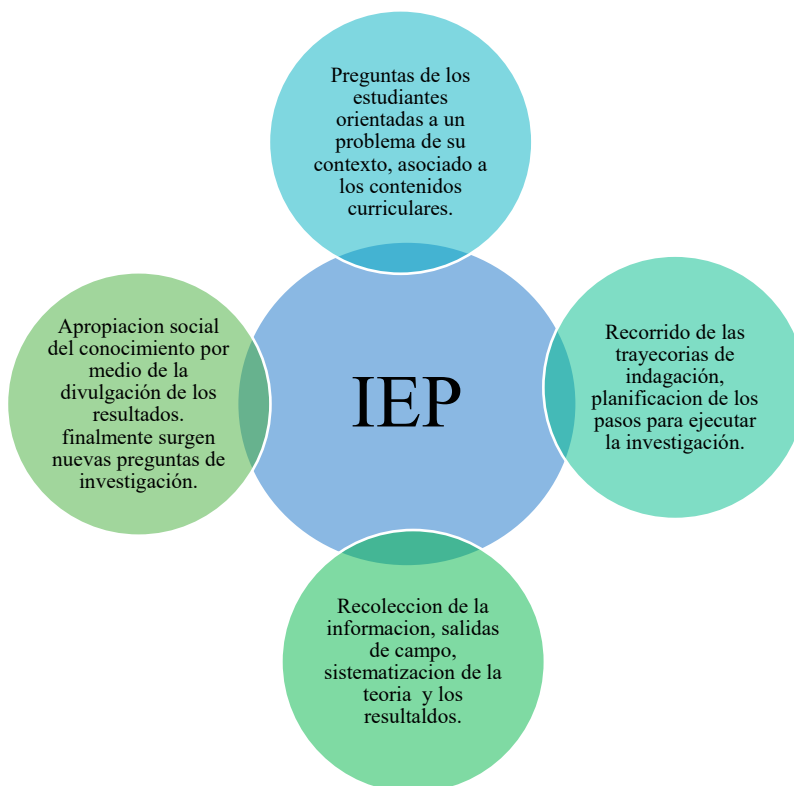 Preguntas de los
estudiantes
orientadas a un
problema de su
contexto, asociado a
los contenidos
curriculares.
Apropiacion social
del conocimiento por
medio de la
divulgación de los
resultados.
finalmente surgen
nuevas preguntas de
investigación.
IEP
Recorrido de las
trayecorias de
indagación,
planificacion de los
pasos para ejecutar
la investigación.
Recoleccion de la
informacion, salidas
de campo,
sistematizacion de la
teoria y los
resultaldos.